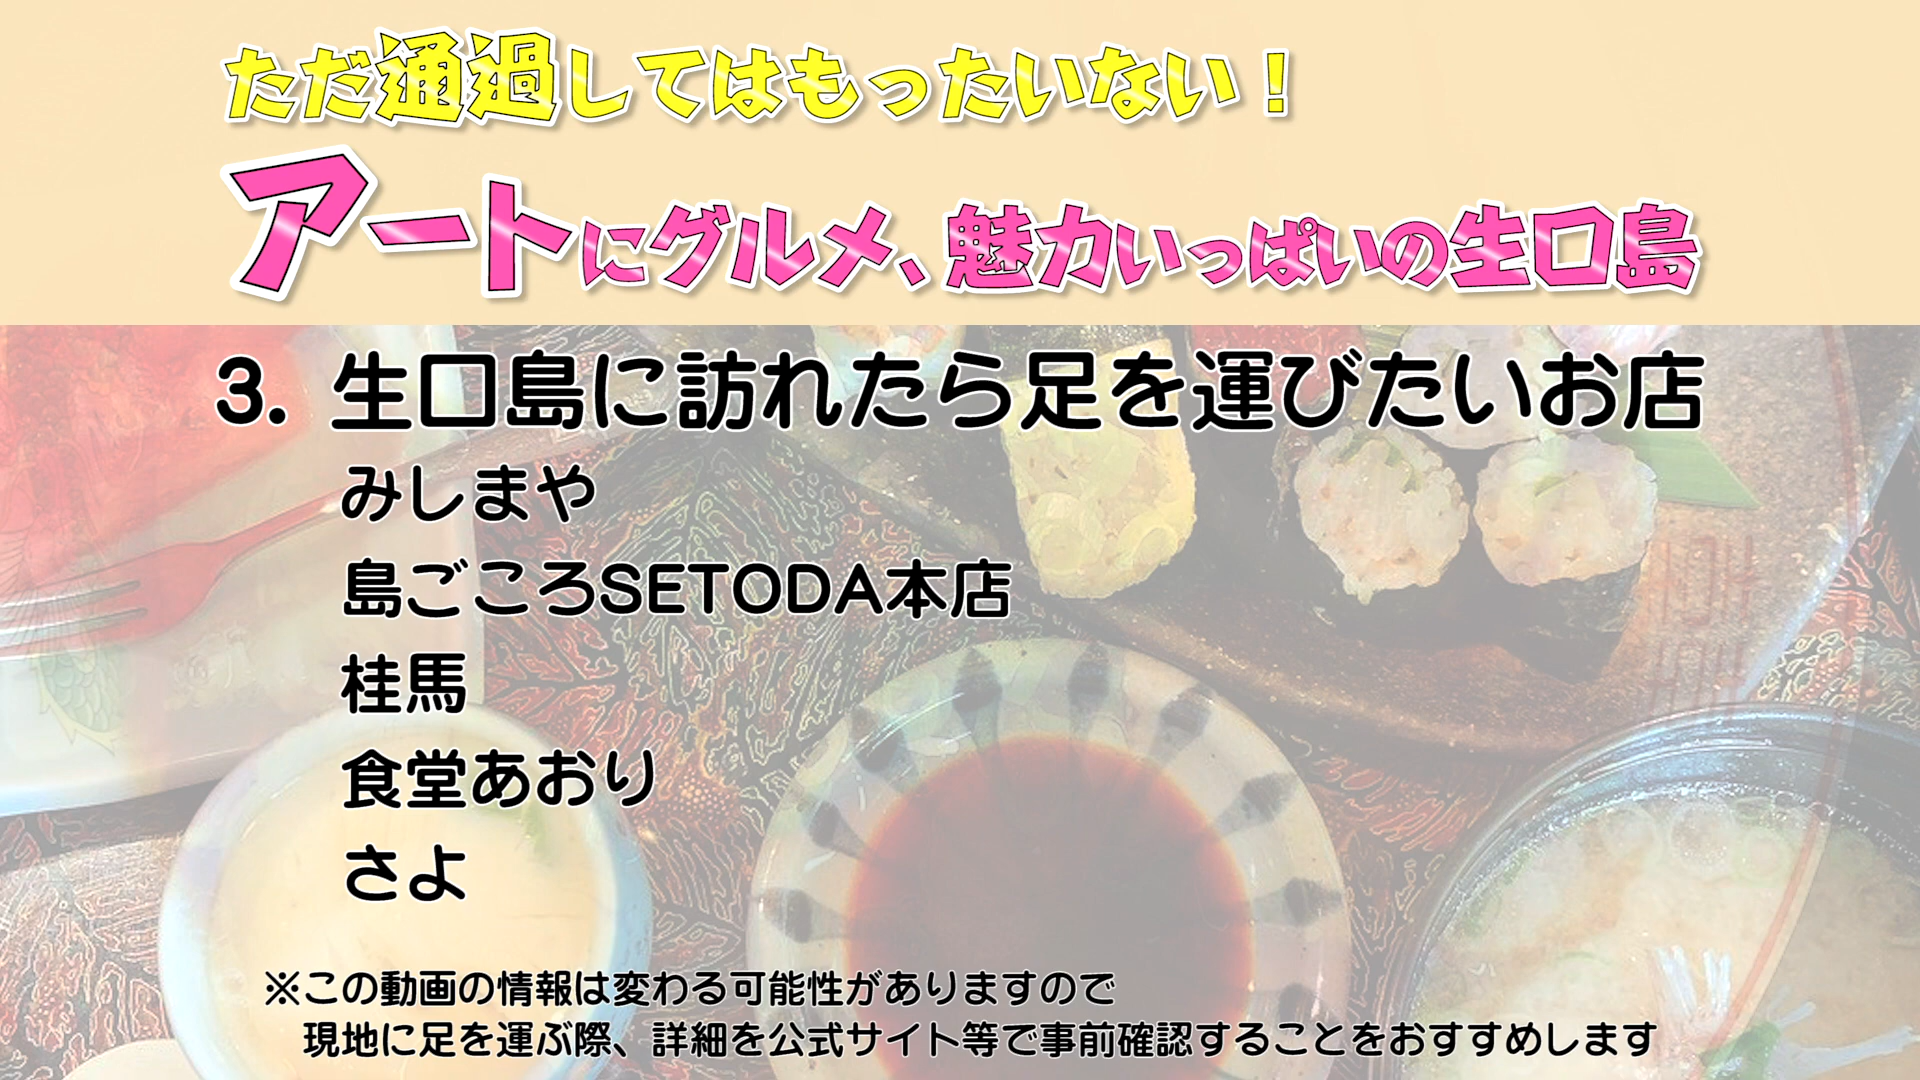 ただ通過してはもったいない！
アートにグルメ、魅力いっぱいの生口島
3. 生口島に訪れたら足を運びたいお店
みしまや
島ごころSETODA本店
桂馬
食堂あおり
さよ
※この動画の情報は変わる可能性がありますので
現地に足を運ぶ際、詳細を公式サイト等で事前確認することをおすすめします